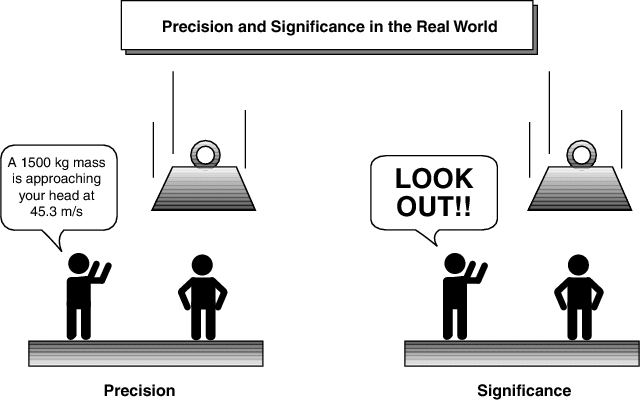 Precision and Significance in the Real World
A 1500 kg mass
is approaching
your head at
45.3 m/s
LOOK
OUT!!
Precision
Significance